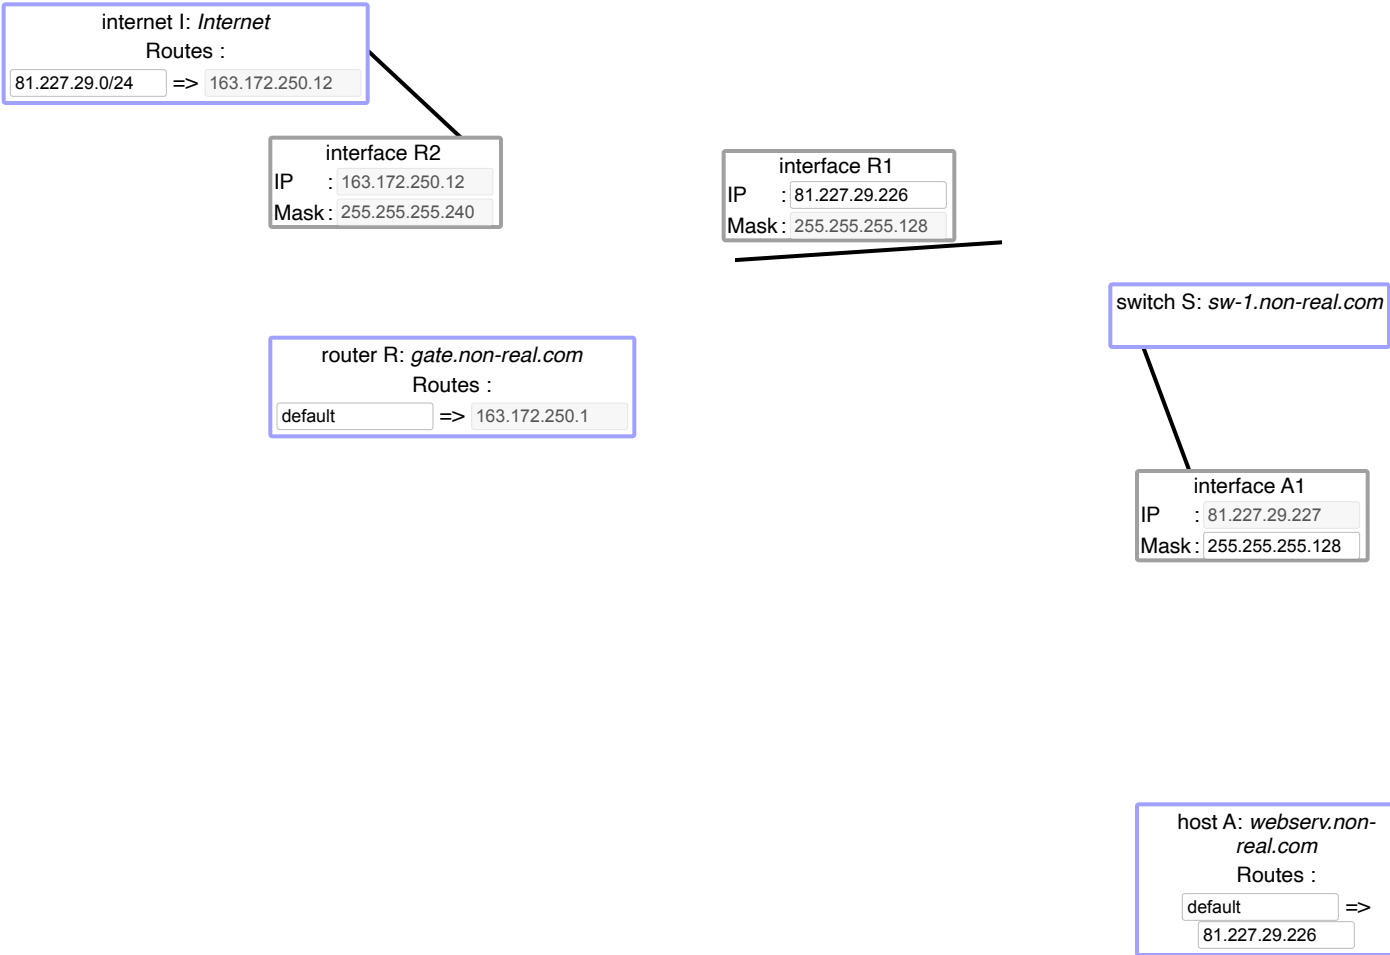 internet I: Internet
Routes :
81.227.29.0/24 => 163.172.250.12
interface R2
IP : 163.172.250.12
Mask : 255.255.255.240
interface R1
IP : 81.227.29.226
Mask : 255.255.255.128
switch S: sw-1.non-real.com
router R: gate.non-real.com
Routes :
default => 163.172.250.1
interface A1
IP : 81.227.29.227
Mask : 255.255.255.128
host A: webserv.non-
real.com
Routes :
default =>
81.227.29.226